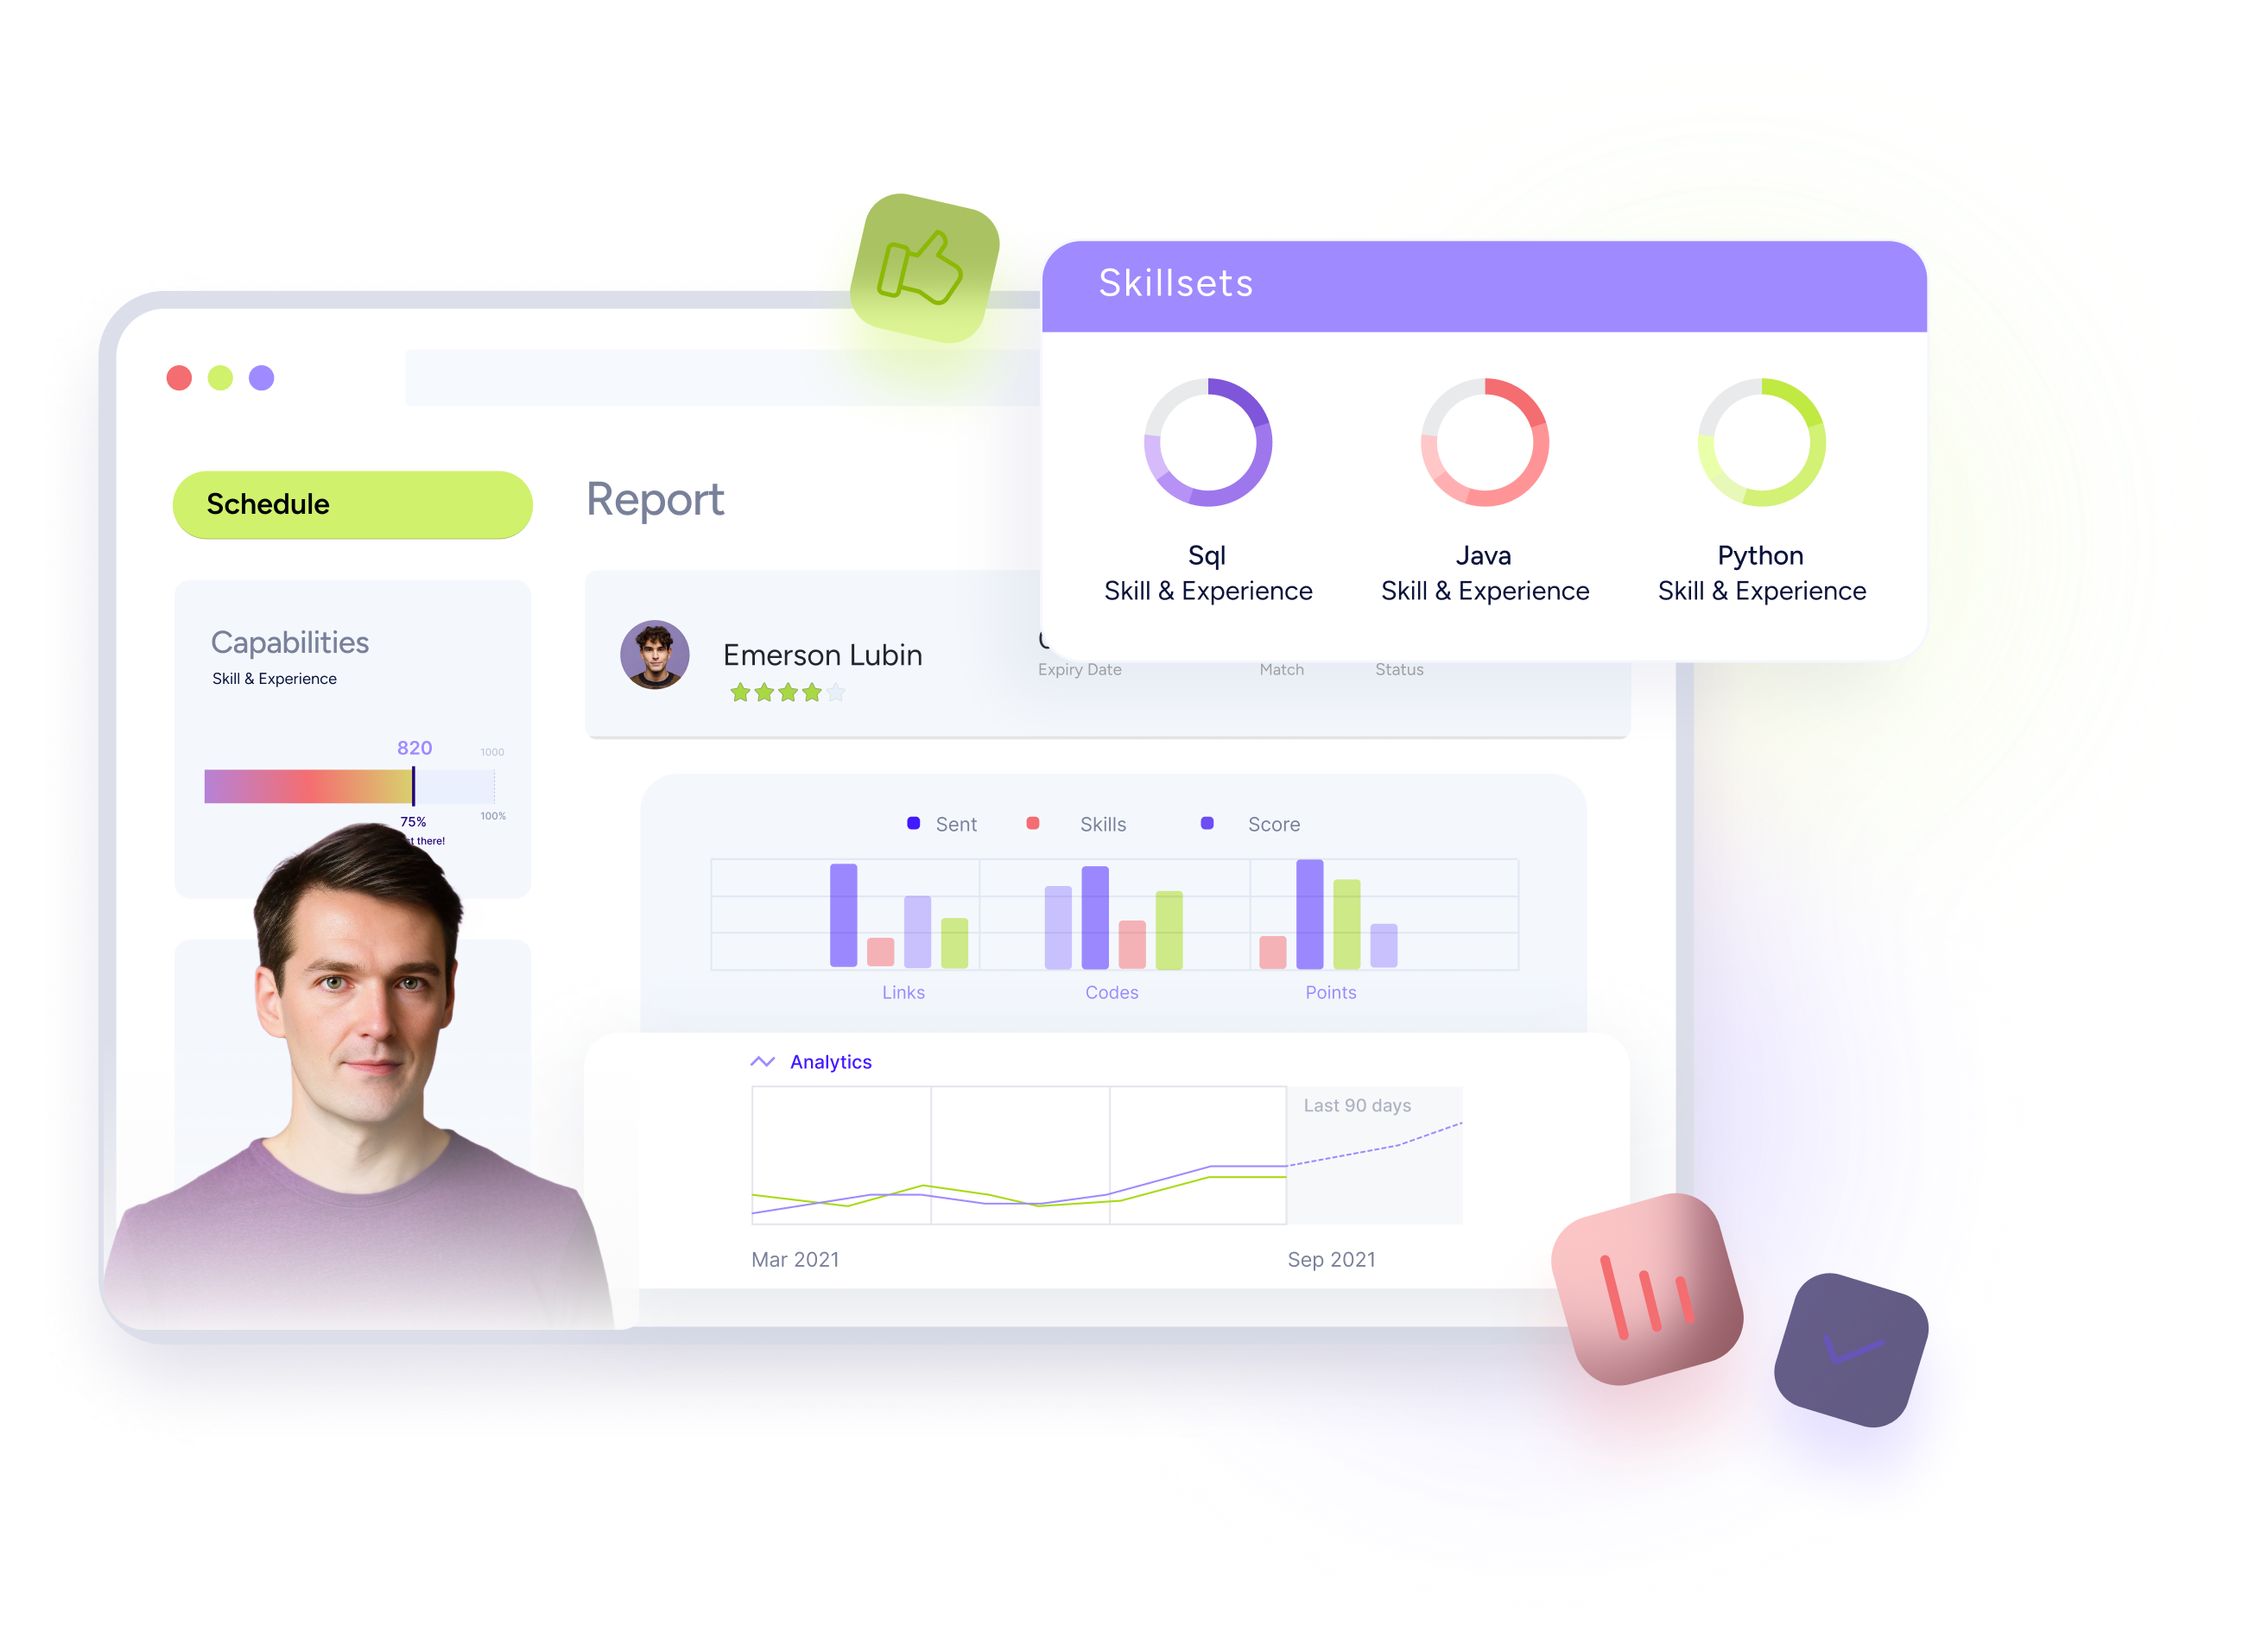 Skillsets
Sql
Skill & Experience
Java
Skill & Experience
Python
Skill & Experience
Schedule
Report
Capabilities
Skill & Experience
820
1000
75%
100%
there!
Emerson Lubin
Expiry Date
Match
Status
Sent
Skills
Score
Links
Codes
Points
Analytics
Last 90 days
Mar 2021
Sep 2021